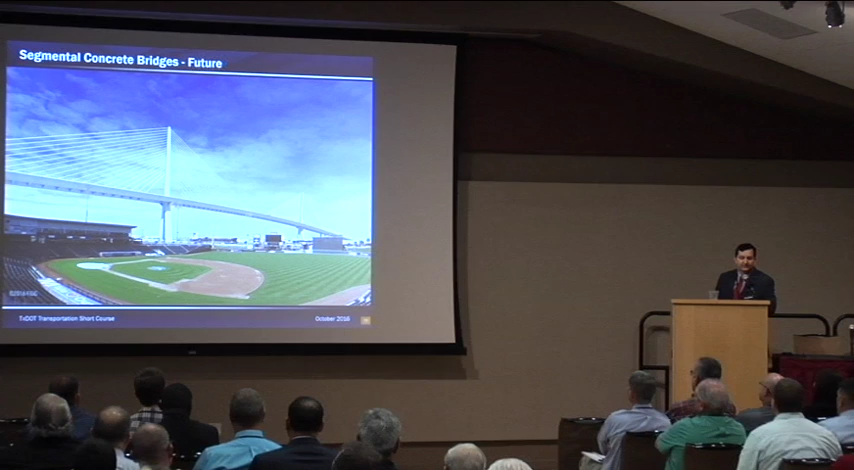 Segmental Concrete Bridges - Future
TxDOT Transportation Short Course
October 2016